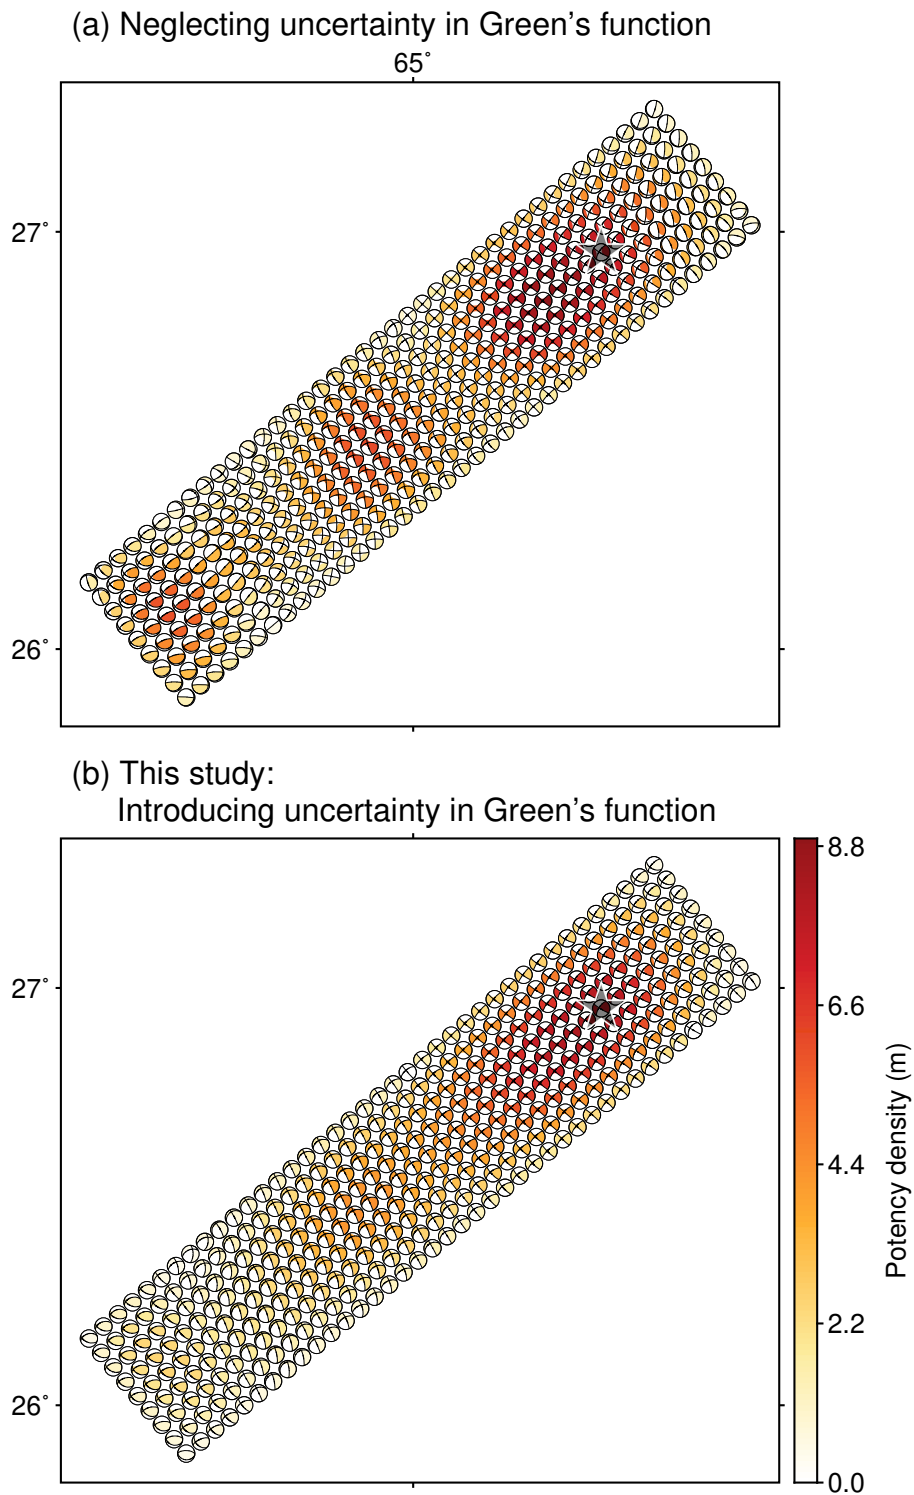 (a) Neglecting uncertainty in Green’s function
65˚
27˚
26˚
(b) This study:
Introducing uncertainty in Green’s function
27˚
26˚
8.8
6.6
4.4
2.2
0.0
Potency density (m)